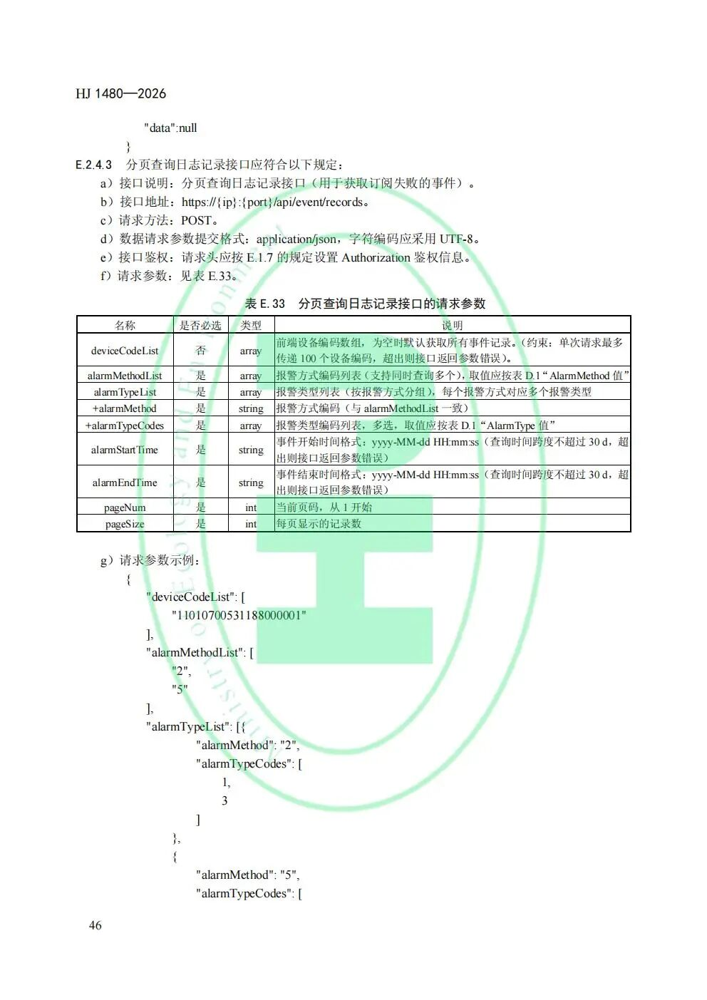 HJ 1480—2026
"data":null
}
E.2.4.3 分页查询日志记录接口应符合以下规定：
a）接口说明：分页查询日志记录接口（用于获取订阅失败的事件）。
b）接口地址：https://{ip}:{port}/api/event/records。
c）请求方法：POST。
d）数据请求参数提交格式：application/json，字符编码应采用 UTF-8。
e）接口鉴权：请求头应按 E.1.7 的规定设置 Authorization 鉴权信息。
f）请求参数：见表 E.33。
表 E.33 分页查询日志记录接口的请求参数
名称 是否必选 类型 说明
deviceCodeList 否 array 前端设备编码数组，为空时默认获取所有事件记录。（约束：单次请求最多
传递 100 个设备编码，超出则接口返回参数错误）。
alarmMethodList 是 array 报警方式编码列表（支持同时查询多个），取值应按表 D.1“AlarmMethod 值”
alarmTypeList 是 array 报警类型列表（按报警方式分组），每个报警方式对应多个报警类型
+alarmMethod 是 string 报警方式编码（与 alarmMethodList 一致）
+alarmTypeCodes 是 array 报警类型编码列表，多选，取值应按表 D.1“AlarmType 值”
alarmStartTime 是 string 事件开始时间格式：yyyy-MM-dd HH:mm:ss（查询时间跨度不超过 30 d，超
出则接口返回参数错误）
alarmEndTime 是 string 事件结束时间格式：yyyy-MM-dd HH:mm:ss（查询时间跨度不超过 30 d，超
出则接口返回参数错误）
pageNum 是 int 当前页码，从 1 开始
pageSize 是 int 每页显示的记录数
g）请求参数示例：
{
"deviceCodeList": [
"11010700531188000001"
],
"alarmMethodList": [
"2",
"5"
],
"alarmTypeList": [{
"alarmMethod": "2",
"alarmTypeCodes": [
1,
3
]
},
{
"alarmMethod": "5",
"alarmTypeCodes": [
46
Ministry of Ecology and Environment